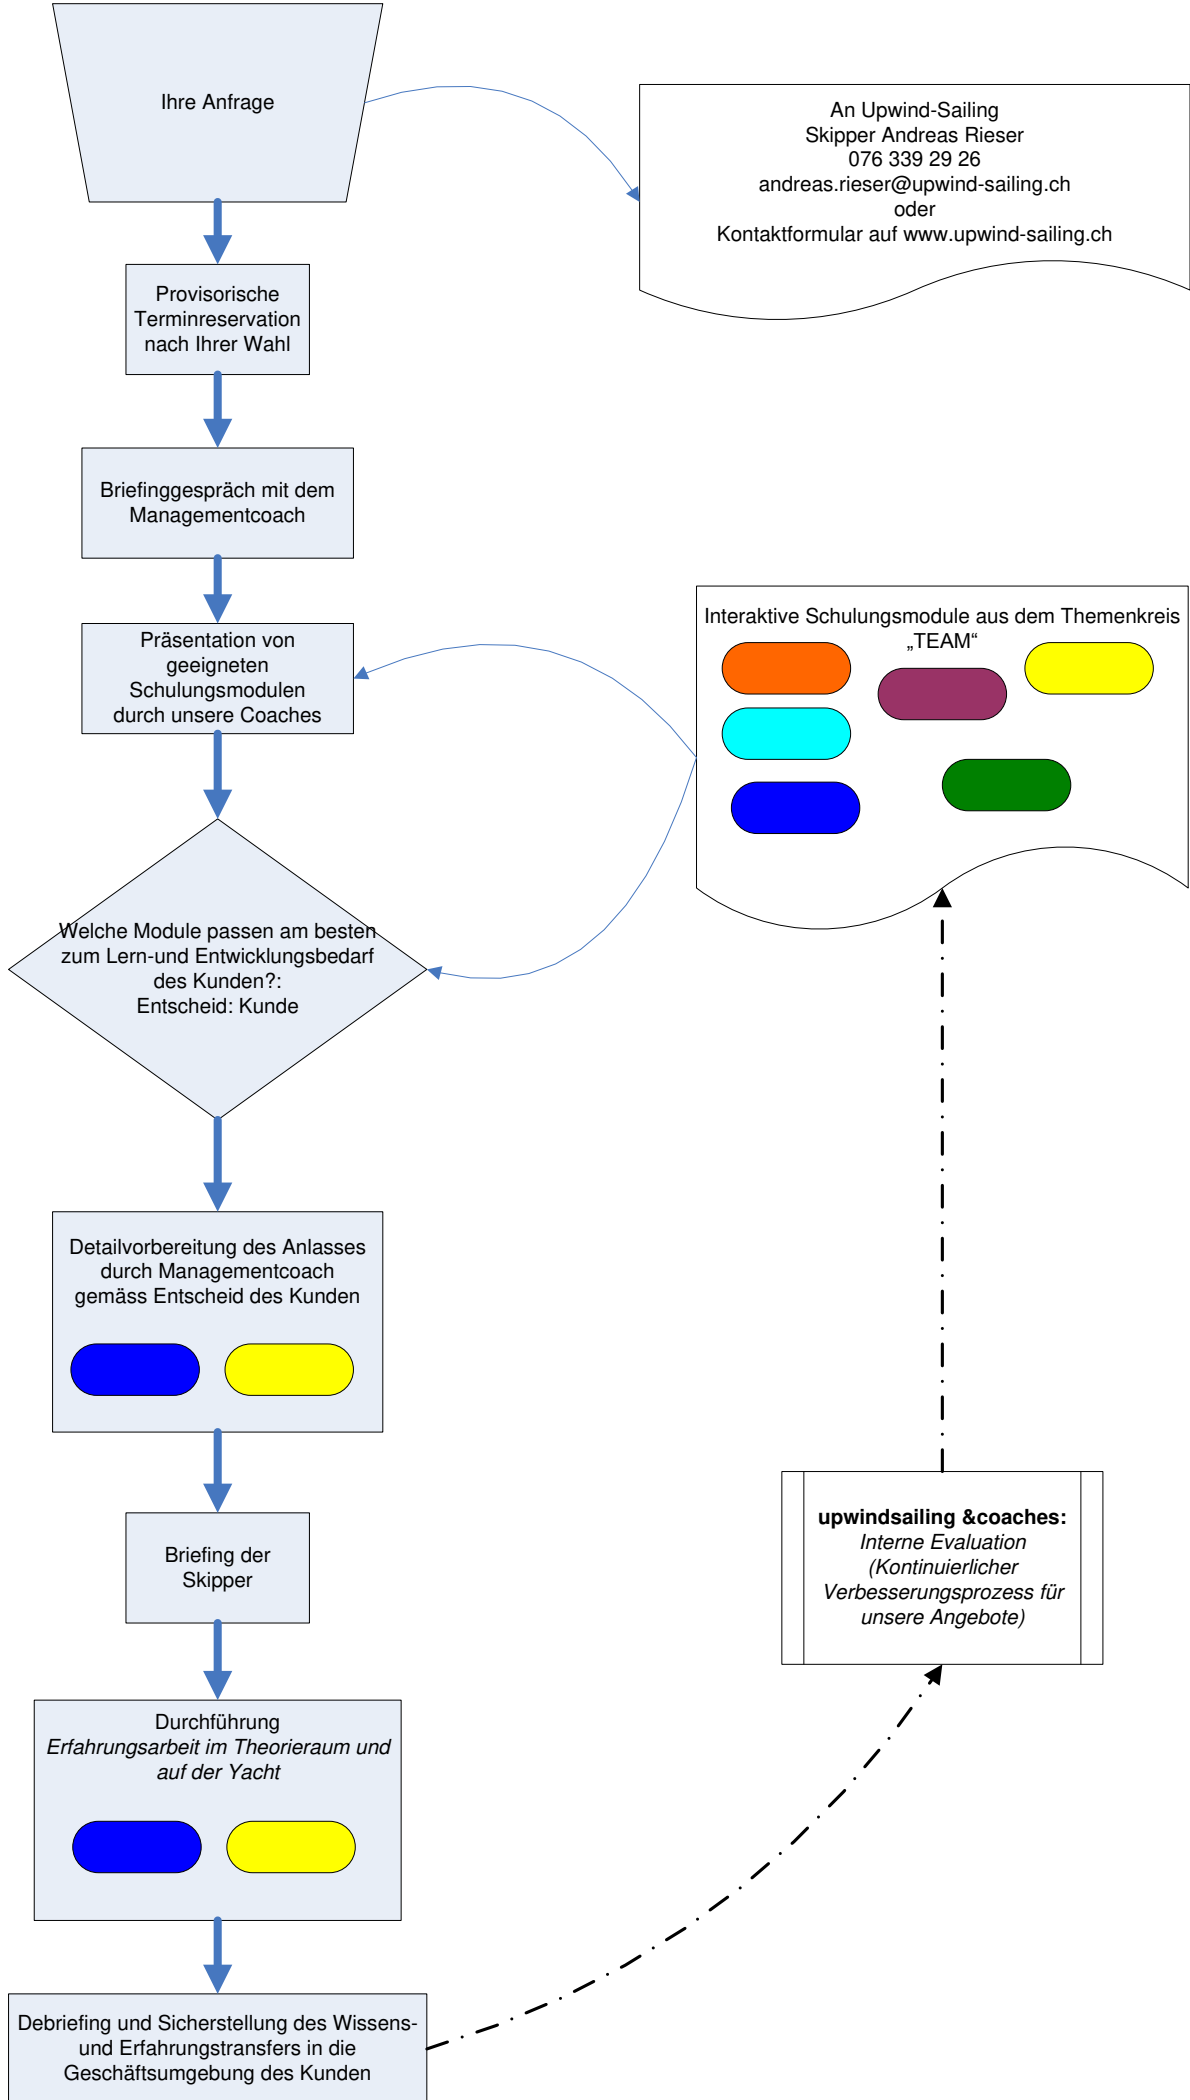 Ihre Anfrage
An Upwind-Sailing
Skipper Andreas Rieser
076 339 29 26
andreas.rieser@upwind-sailing.ch
oder
Kontaktformular auf www.upwind-sailing.ch
Provisorische
Terminreservation
nach Ihrer Wahl
Briefinggespräch mit dem
Managementcoach
Präsentation von
geeigneten
Schulungsmodulen
durch unsere Coaches
Interaktive Schulungsmodule aus dem Themenkreis
„TEAM“
Welche Module passen am besten
zum Lern-und Entwicklungsbedarf
des Kunden?:
Entscheid: Kunde
Detailvorbereitung des Anlasses
durch Managementcoach
gemäss Entscheid des Kunden
Briefing der
Skipper
upwindsailing &coaches:
Interne Evaluation
(Kontinuierlicher
Verbesserungsprozess für
unsere Angebote)
Durchführung
Erfahrungsarbeit im Theorieraum und
auf der Yacht
Debriefing und Sicherstellung des Wissens-
und Erfahrungstransfers in die
Geschäftsumgebung des Kunden